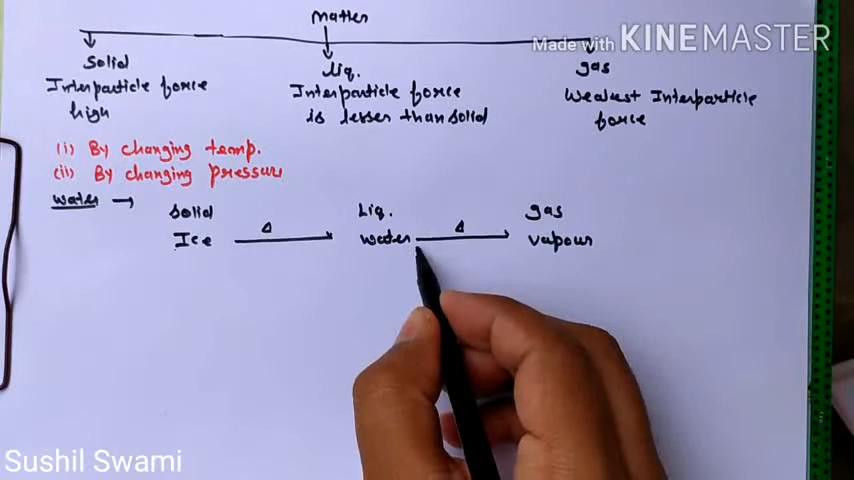 Matter
Made with KINEMASTER
Solid Liq. gas
Interparticle force Interparticle force Weakest Interparticle
high is lesser than solid force
(i) By changing temp.
(ii) By changing pressure
water → Solid Liq. gas
Ice Δ→ water Δ→ vapour
Sushil Swami